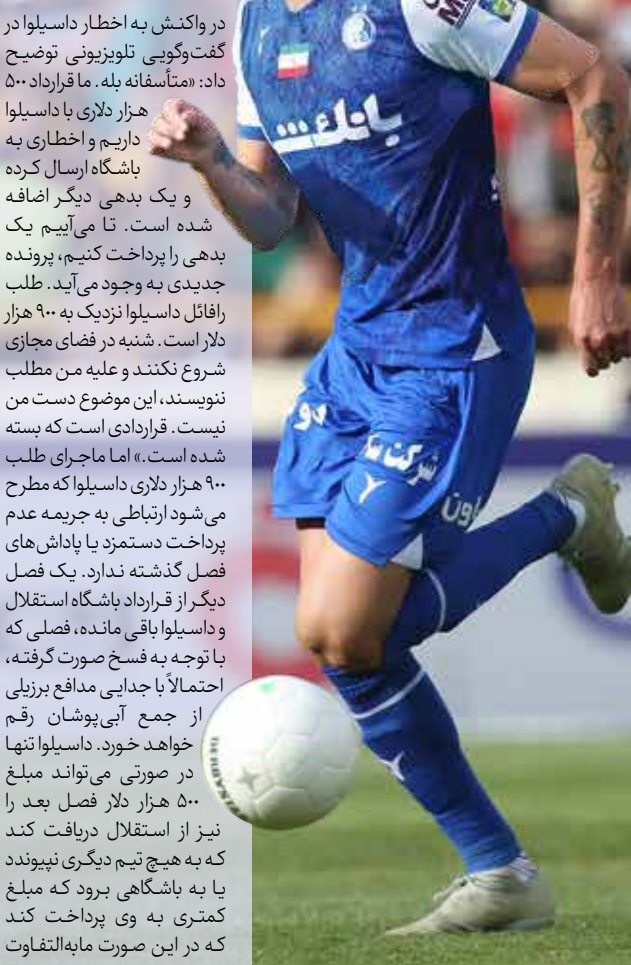 در واکنش به اخطار داسیلوا در
گفت‌وگویی تلویزیونی توضیح
داد: «متأسفانه بله. ما قرارداد ۵۰۰
هزار دلاری با داسیلوا
داریم و اخطاری به
باشگاه ارسال کرده
و یک بدهی دیگر اضافه
شده است. تا می‌آییم یک
بدهی را پرداخت کنیم، پرونده
جدیدی به وجود می‌آید. طلب
رافائل داسیلوا نزدیک به ۹۰۰ هزار
دلار است. شنبه در فضای مجازی
شروع نکنند و علیه من مطلب
ننویسند، این موضوع دست من
نیست. قراردادی است که بسته
شده است.» اما ماجرای طلب
۹۰۰ هزار دلاری داسیلوا که مطرح
می‌شود ارتباطی به جریمه عدم
پرداخت دستمزد یا پاداش‌های
فصل گذشته ندارد. یک فصل
دیگر از قرارداد باشگاه استقلال
و داسیلوا باقی مانده، فصلی که
با توجه به فسخ صورت گرفته،
احتمالاً با جدایی مدافع برزیلی
از جمع آبی‌پوشان رقم
خواهد خورد. داسیلوا تنها
در صورتی می‌تواند مبلغ
۵۰۰ هزار دلار فصل بعد را
نیز از استقلال دریافت کند
که به هیچ تیم دیگری نپیوندد
یا به باشگاهی برود که مبلغ
کمتری به وی پرداخت کند
که در این صورت مابه‌التفاوت
بانک
شرکت